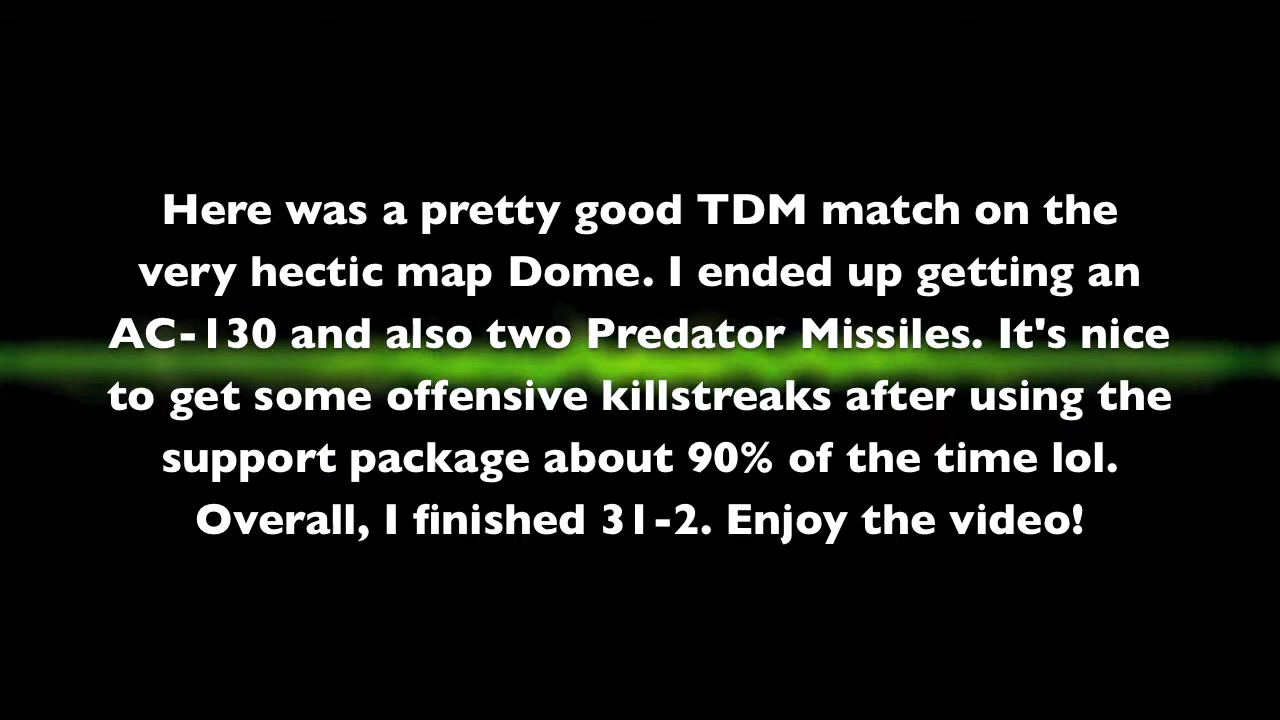 Here was a pretty good TDM match on the
very hectic map Dome. I ended up getting an
AC-130 and also two Predator Missiles. It's nice
to get some offensive killstreaks after using the
support package about 90% of the time lol.
Overall, I finished 31-2. Enjoy the video!